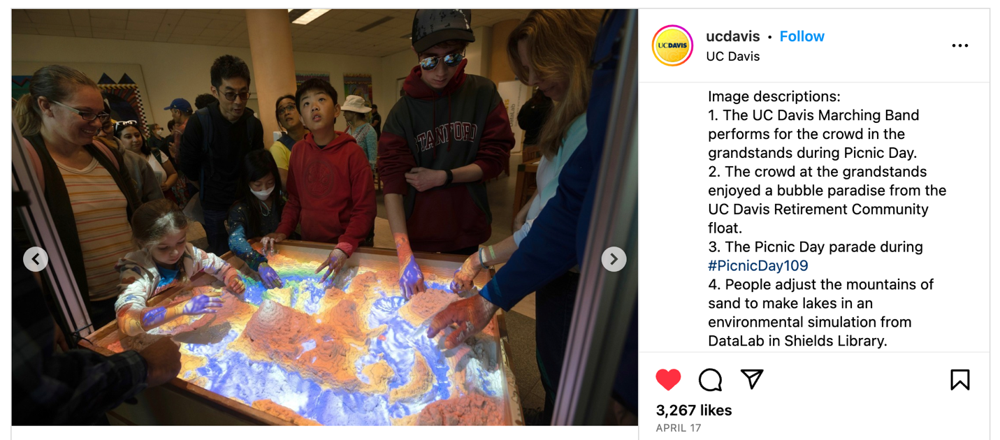 STANFORD
DataLab
UCDAVIS
ucdavis • Follow
UC Davis
Image descriptions:
1. The UC Davis Marching Band
performs for the crowd in the
grandstands during Picnic Day.
2. The crowd at the grandstands
enjoyed a bubble paradise from the
UC Davis Retirement Community
float.
3. The Picnic Day parade during
#PicnicDay109
4. People adjust the mountains of
sand to make lakes in an
environmental simulation from
DataLab in Shields Library.
3,267 likes
APRIL 17